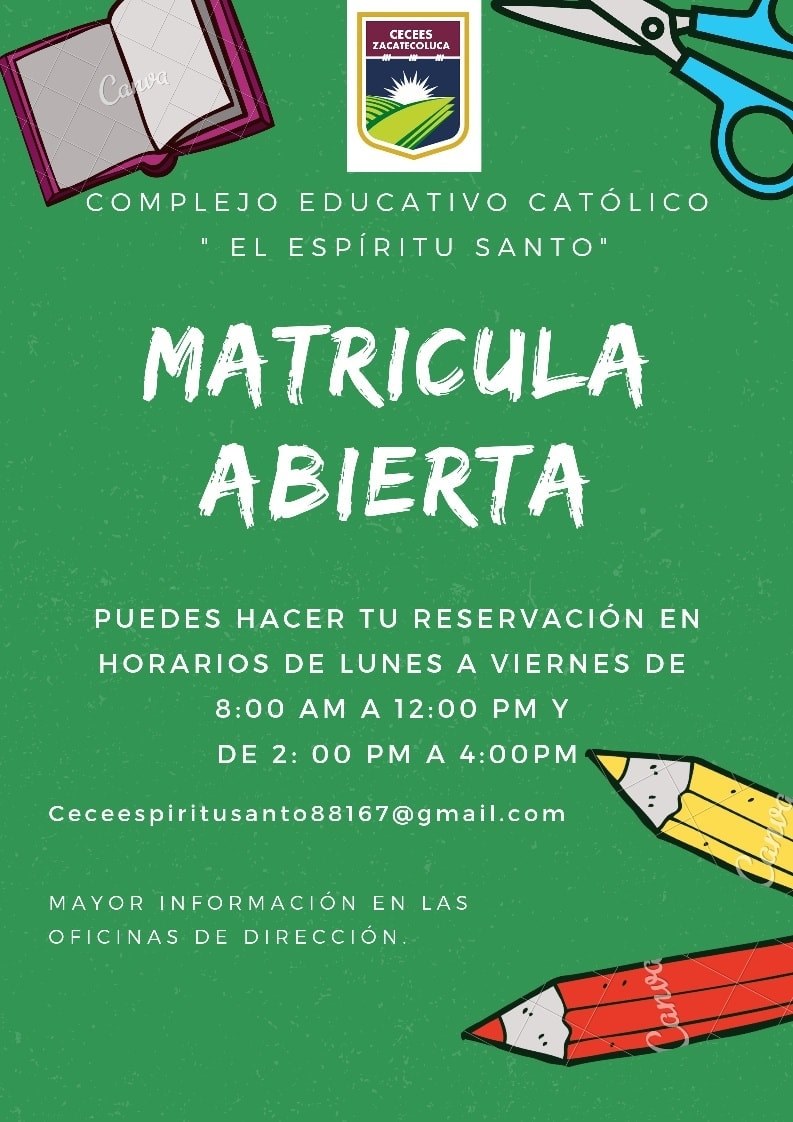 CECEES
ZACATECOLUCA
Canva
COMPLEJO EDUCATIVO CATÓLICO
" EL ESPÍRITU SANTO"
MATRICULA
ABIERTA
PUEDES HACER TU RESERVACIÓN EN
HORARIOS DE LUNES A VIERNES DE
8:00 AM A 12:00 PM Y
DE 2: 00 PM A 4:00PM
Ceceespiritusanto88167@gmail.com
Canva
MAYOR INFORMACIÓN EN LAS
OFICINAS DE DIRECCIÓN.
Canva